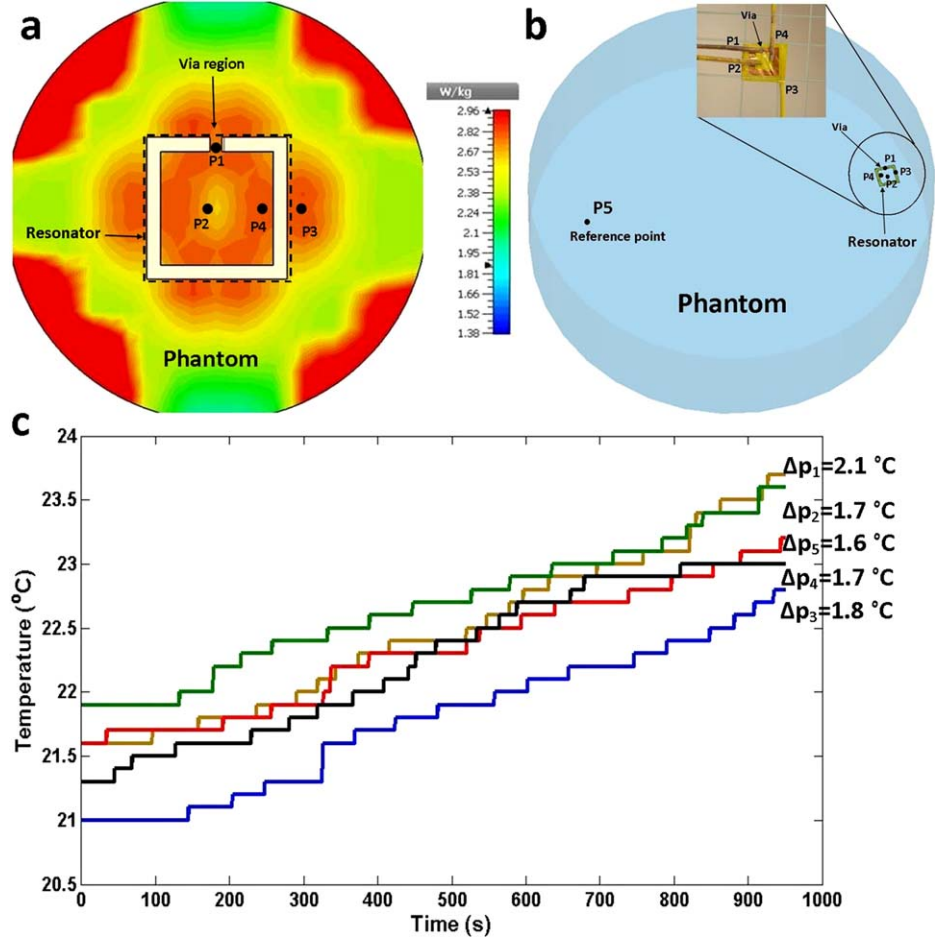 a
Via region
P1
P2
P4
P3
Resonator
Phantom
W/kg
2.96
2.83
2.67
2.54
2.39
2.24
2.1
1.95
1.81
1.66
1.52
1.38
b
Via
P1
P4
P2
P3
Via
P1
P4
P3
P2
P5
Reference point
Resonator
Phantom
c
Temperature (°C)
24
23.5
23
22.5
22
21.5
21
20.5
0
100
200
300
400
500
600
700
800
900
1000
Time (s)
Δp₁=2.1 °C
Δp₂=1.7 °C
Δp₅=1.6 °C
Δp₄=1.7 °C
Δp₃=1.8 °C